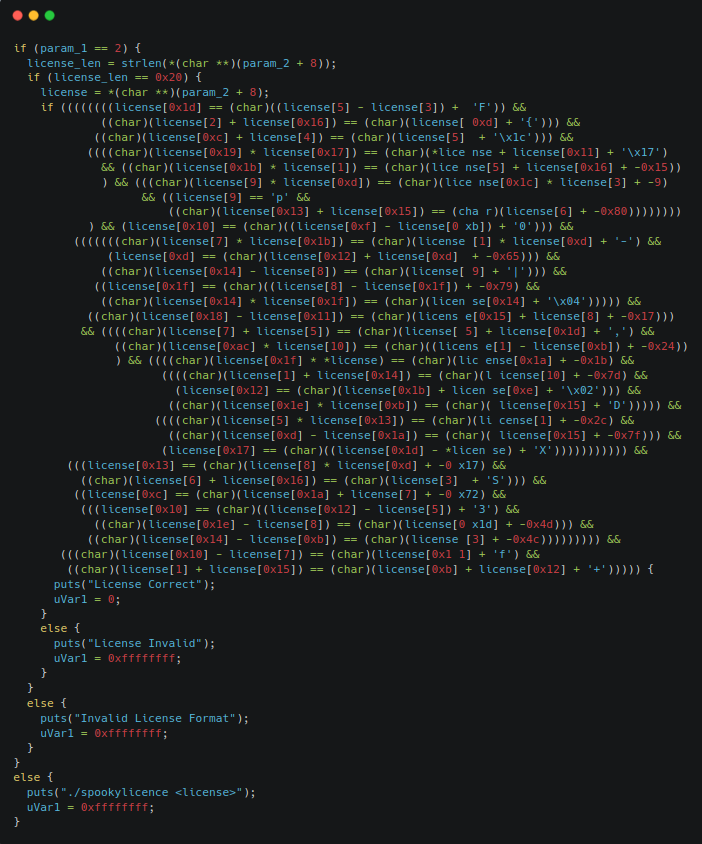 if (param_1 == 2) {
license_len = strlen(*(char **)(param_2 + 8));
if (license_len == 0x20) {
license = *(char **)(param_2 + 8);
if ((((((((license[0x1d] == (char)((license[5] - license[3]) +  'F')) &&
((char)(license[2] + license[0x16]) == (char)(license[ 0xd] + '{'))) &&
((char)(license[0xc] + license[4]) == (char)(license[5]  + '\x1c'))) &&
((((char)(license[0x19] * license[0x17]) == (char)(*lice nse + license[0x11] + '\x17')
&& ((char)(license[0x1b] * license[1]) == (char)(lice nse[5] + license[0x16] + -0x15))
) && (((char)(license[9] * license[0xd]) == (char)(lice nse[0x1c] * license[3] + -9)
&& ((license[9] == 'p' &&
((char)(license[0x13] + license[0x15]) == (cha r)(license[6] + -0x80))))))))
) && (license[0x10] == (char)((license[0xf] - license[0 xb]) + '0'))) &&
(((((((char)(license[7] * license[0x1b]) == (char)(license [1] * license[0xd] + '-') &&
(license[0xd] == (char)(license[0x12] + license[0xd]  + -0x65))) &&
((char)(license[0x14] - license[8]) == (char)(license[ 9] + '|'))) &&
((license[0x1f] == (char)((license[8] - license[0x1f]) + -0x79) &&
((char)(license[0x14] * license[0x1f]) == (char)(licen se[0x14] + '\x04'))))) &&
((char)(license[0x18] - license[0x11]) == (char)(licens e[0x15] + license[8] + -0x17)))
&& ((((char)(license[7] + license[5]) == (char)(license[ 5] + license[0x1d] + ',') &&
((char)(license[0xac] * license[10]) == (char)((licens e[1] - license[0xb]) + -0x24))
) && ((((char)(license[0x1f] * *license) == (char)(lic ense[0x1a] + -0x1b) &&
((((char)(license[1] + license[0x14]) == (char)(l icense[10] + -0x7d) &&
(license[0x12] == (char)(license[0x1b] + licen se[0xe] + '\x02'))) &&
((char)(license[0x1e] * license[0xb]) == (char)( license[0x15] + 'D'))))) &&
((((char)(license[5] * license[0x13]) == (char)(li cense[1] + -0x2c) &&
((char)(license[0xd] - license[0x1a]) == (char)( license[0x15] + -0x7f))) &&
(license[0x17] == (char)((license[0x1d] - *licen se) + 'X'))))))))))) &&
(((license[0x13] == (char)(license[8] * license[0xd] + -0 x17) &&
((char)(license[6] + license[0x16]) == (char)(license[3]  + 'S'))) &&
((license[0xc] == (char)(license[0x1a] + license[7] + -0 x72) &&
(((license[0x10] == (char)((license[0x12] - license[5]) + '3') &&
((char)(license[0x1e] - license[8]) == (char)(license[0 x1d] + -0x4d))) &&
((char)(license[0x14] - license[0xb]) == (char)(license [3] + -0x4c))))))))) &&
(((char)(license[0x10] - license[7]) == (char)(license[0x1 1] + 'f') &&
((char)(license[1] + license[0x15]) == (char)(license[0xb] + license[0x12] + '+'))))) {
puts("License Correct");
uVar1 = 0;
}
else {
puts("License Invalid");
uVar1 = 0xffffffff;
}
}
else {
puts("Invalid License Format");
uVar1 = 0xffffffff;
}
}
else {
puts("./spookylicence <license>");
uVar1 = 0xffffffff;
}